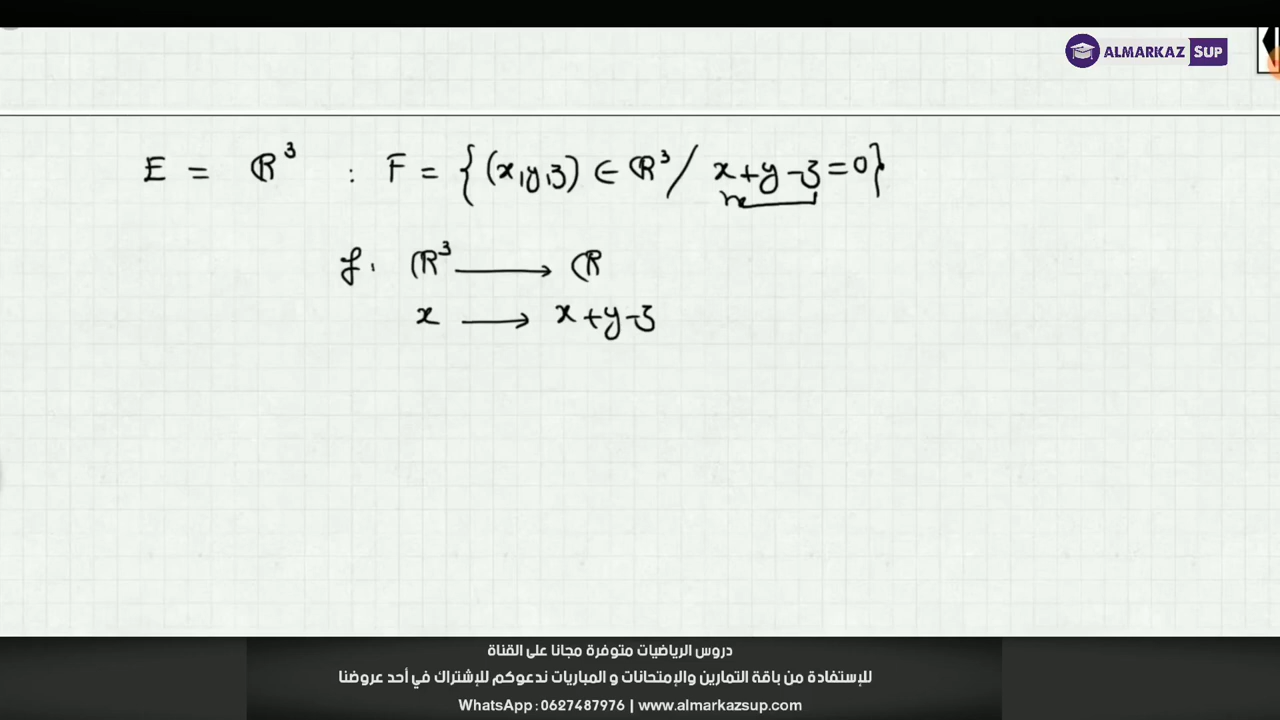 ALMARKAZ SUP
E = ℝ³ : F = {(x,y,z) ∈ ℝ³ / x+y-z=0}
f: ℝ³ ⟶ ℝ
x ⟶ x+y-z
دروس الرياضيات متوفرة مجانا على القناة
للإستفادة من باقة التمارين والإمتحانات و المباريات ندعوكم للإشتراك في أحد عروضنا
WhatsApp : 0627487976 | www.almarkazsup.com